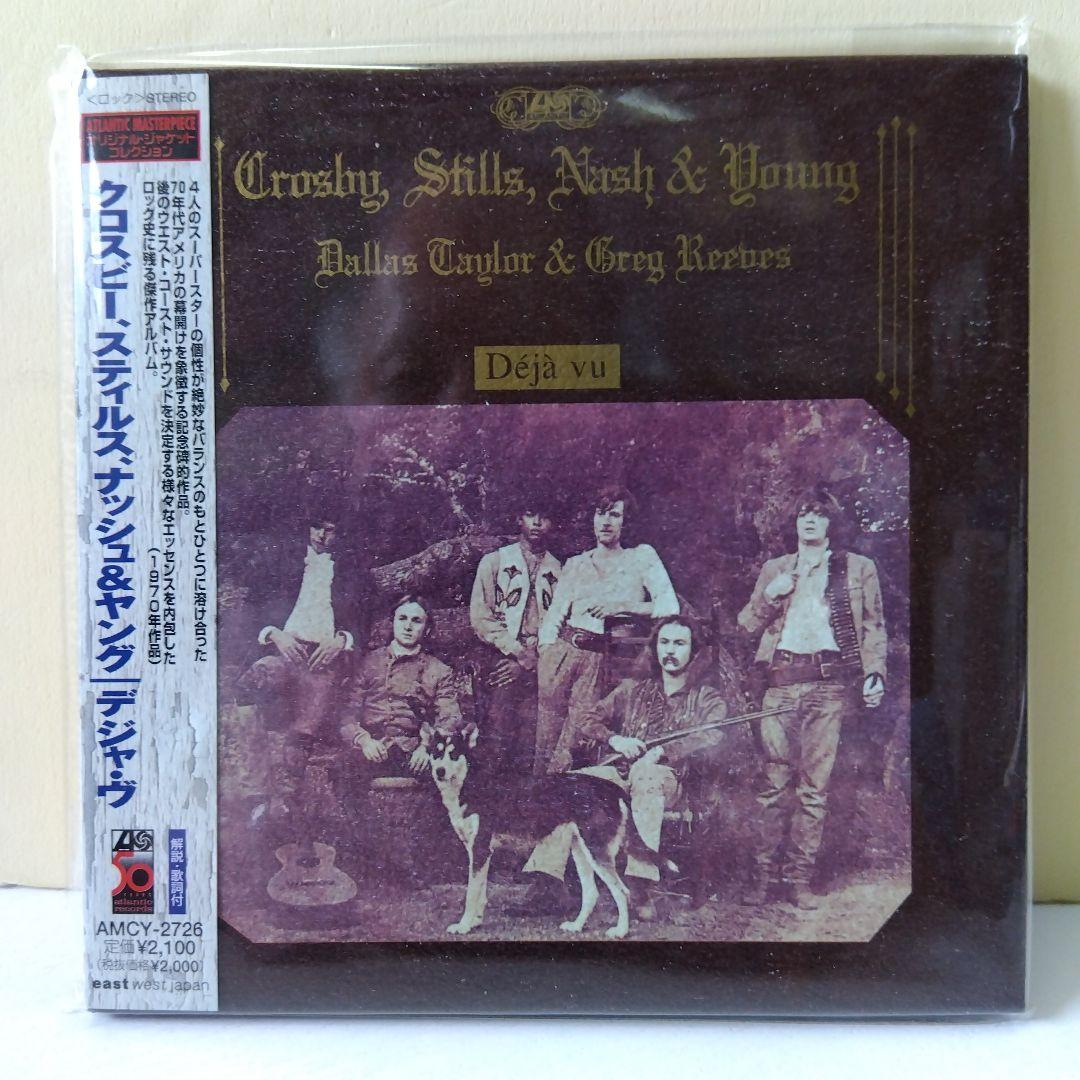 <ロック>STEREO
ATLANTIC MASTERPIECE
オリジナル・ジャケット
コレクション
クロスビー、スティルス、ナッシュ&ヤング/デジャ・ヴ
4人のスーパースターの個性が絶妙なバランスのもとひとつに溶け合った
70年代アメリカの幕開けを象徴する記念碑的作品。
後のウエスト・コースト・サウンドを決定する様々なエッセンスを内包した
ロック史に残る傑作アルバム。
(1970年作品)
50
YEARS
atlantic
records
解説・歌詞付
AMCY-2726
定価¥2,100
(税抜価格¥2,000)
east west japan
Crosby, Stills, Nash & Young
Dallas Taylor & Greg Reeves
Déjà vu